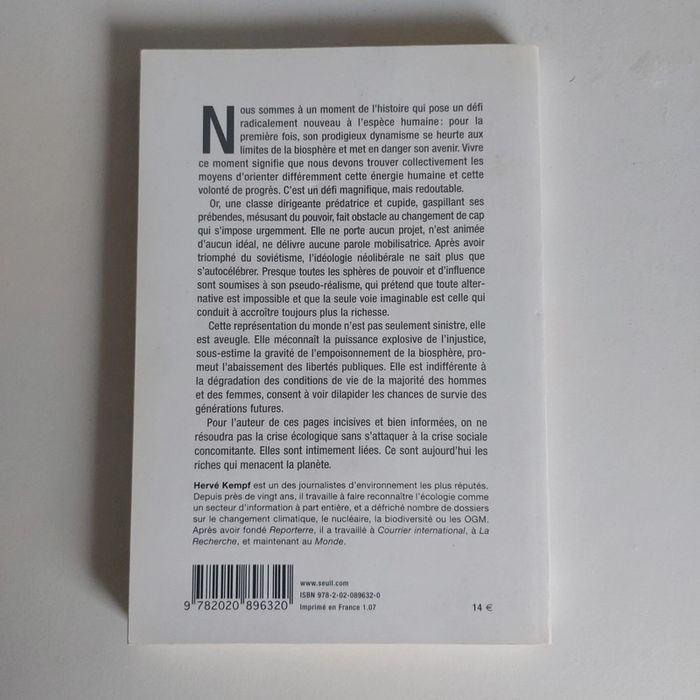 Nous sommes à un moment de l'histoire qui pose un défi
radicalement nouveau à l'espèce humaine : pour la
première fois, son prodigieux dynamisme se heurte aux
limites de la biosphère et met en danger son avenir. Vivre
ce moment signifie que nous devons trouver collectivement les
moyens d'orienter différemment cette énergie humaine et cette
volonté de progrès. C'est un défi magnifique, mais redoutable.
Or, une classe dirigeante prédatrice et cupide, gaspillant ses
prébendes, mésusant du pouvoir, fait obstacle au changement de cap
qui s'impose urgemment. Elle ne porte aucun projet, n'est animée
d'aucun idéal, ne délivre aucune parole mobilisatrice. Après avoir
triomphé du soviétisme, l'idéologie néolibérale ne sait plus que
s'autocélébrer. Presque toutes les sphères de pouvoir et d'influence
sont soumises à son pseudo-réalisme, qui prétend que toute alter-
native est impossible et que la seule voie imaginable est celle qui
conduit à accroître toujours plus la richesse.
Cette représentation du monde n'est pas seulement sinistre, elle
est aveugle. Elle méconnaît la puissance explosive de l'injustice,
sous-estime la gravité de l'empoisonnement de la biosphère, pro-
meut l'abaissement des libertés publiques. Elle est indifférente à
la dégradation des conditions de vie de la majorité des hommes
et des femmes, consent à voir dilapider les chances de survie des
générations futures.
Pour l'auteur de ces pages incisives et bien informées, on ne
résoudra pas la crise écologique sans s'attaquer à la crise sociale
concomitante. Elles sont intimement liées. Ce sont aujourd'hui les
riches qui menacent la planète.
Hervé Kempf est un des journalistes d'environnement les plus réputés.
Depuis près de vingt ans, il travaille à faire reconnaître l'écologie comme
un secteur d'information à part entière, et a défriché nombre de dossiers
sur le changement climatique, le nucléaire, la biodiversité ou les OGM.
Après avoir fondé Reporterre, il a travaillé à Courrier international, à La
Recherche, et maintenant au Monde.
www.seuil.com
ISBN 978-2-02-089632-0
Imprimé en France 1.07
14 €
9 782020 896320